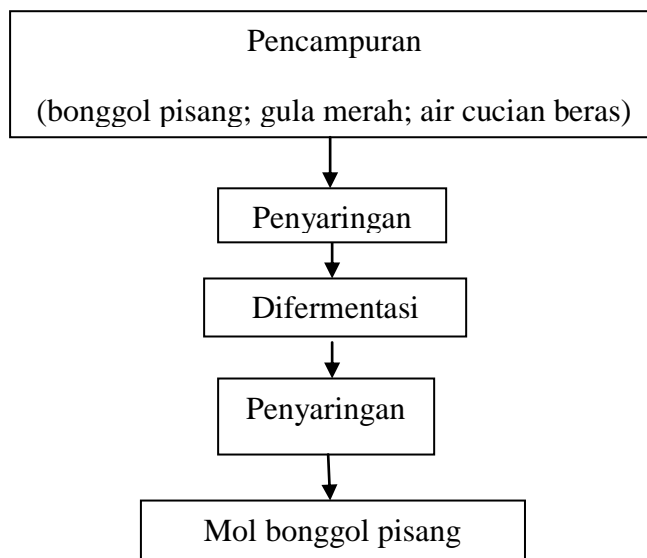 Pencampuran
(bonggol pisang; gula merah; air cucian beras)
Penyaringan
Difermentasi
Penyaringan
Mol bonggol pisang